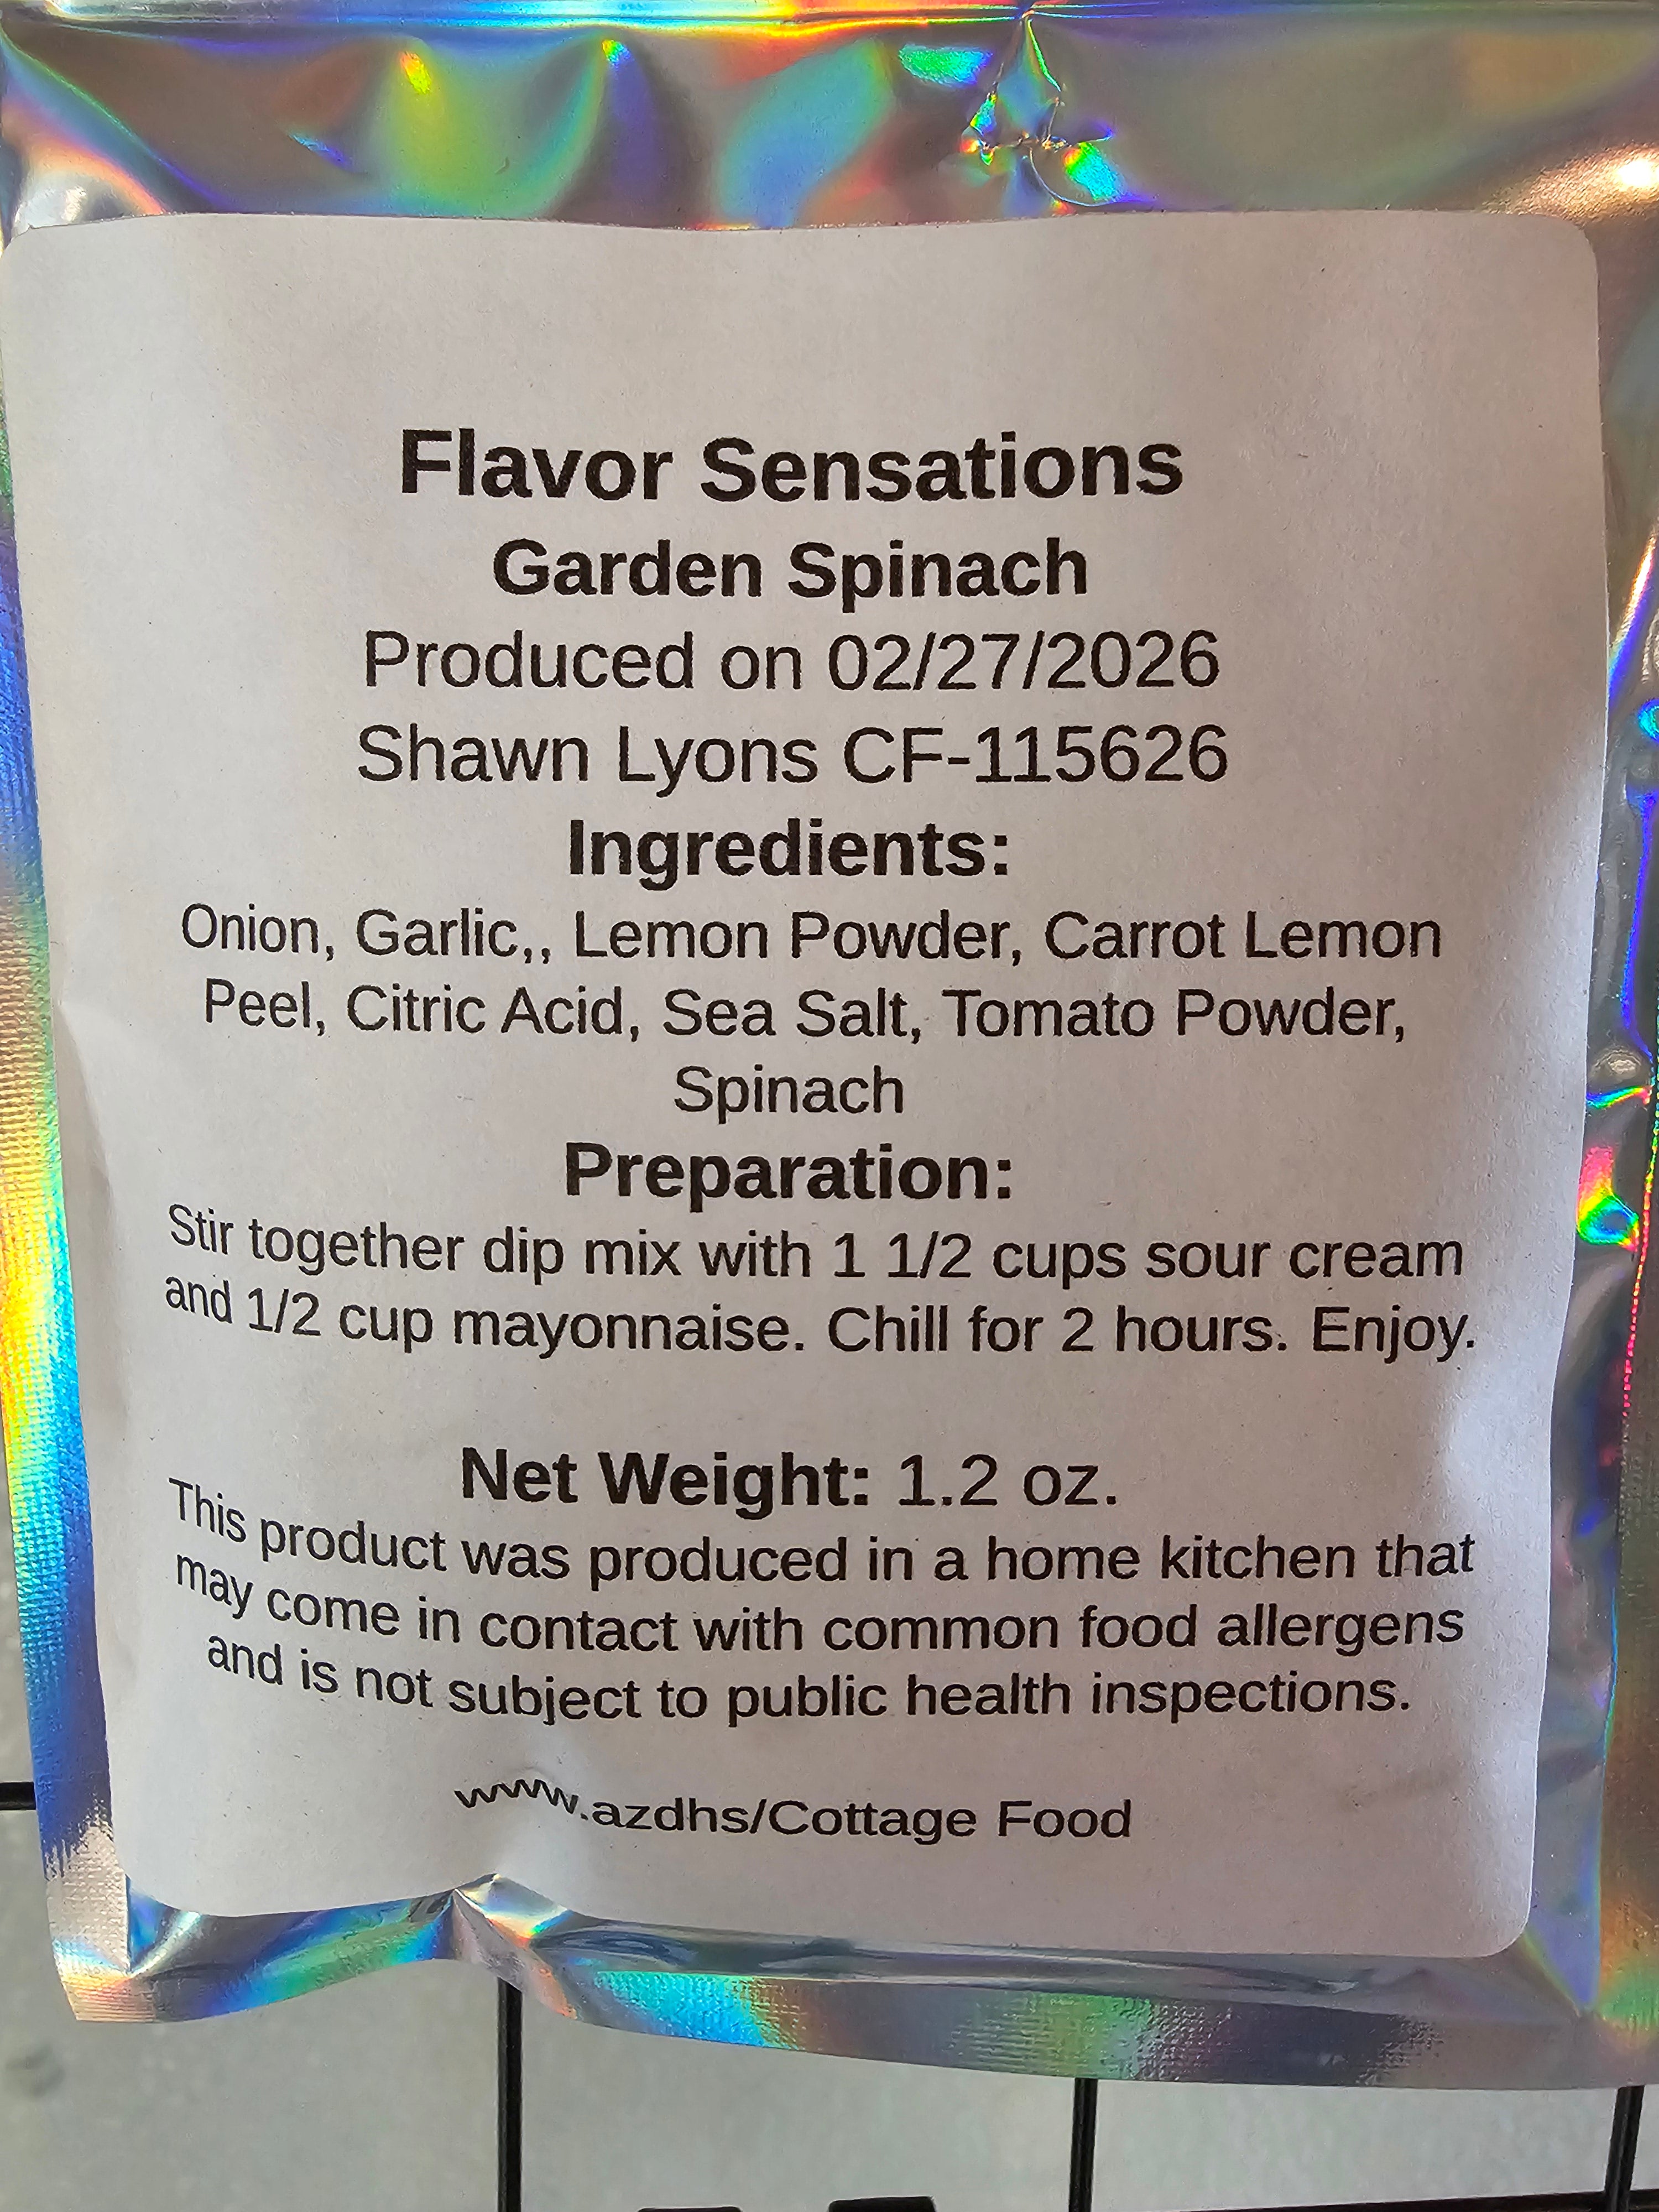 Flavor Sensations
Garden Spinach
Produced on 02/27/2026
Shawn Lyons CF-115626
Ingredients:
Onion, Garlic,, Lemon Powder, Carrot Lemon
Peel, Citric Acid, Sea Salt, Tomato Powder,
Spinach
Preparation:
Stir together dip mix with 1 1/2 cups sour cream
and 1/2 cup mayonnaise. Chill for 2 hours. Enjoy.
Net Weight: 1.2 oz.
This product was produced in a home kitchen that
may come in contact with common food allergens
and is not subject to public health inspections.
www.azdhs/Cottage Food